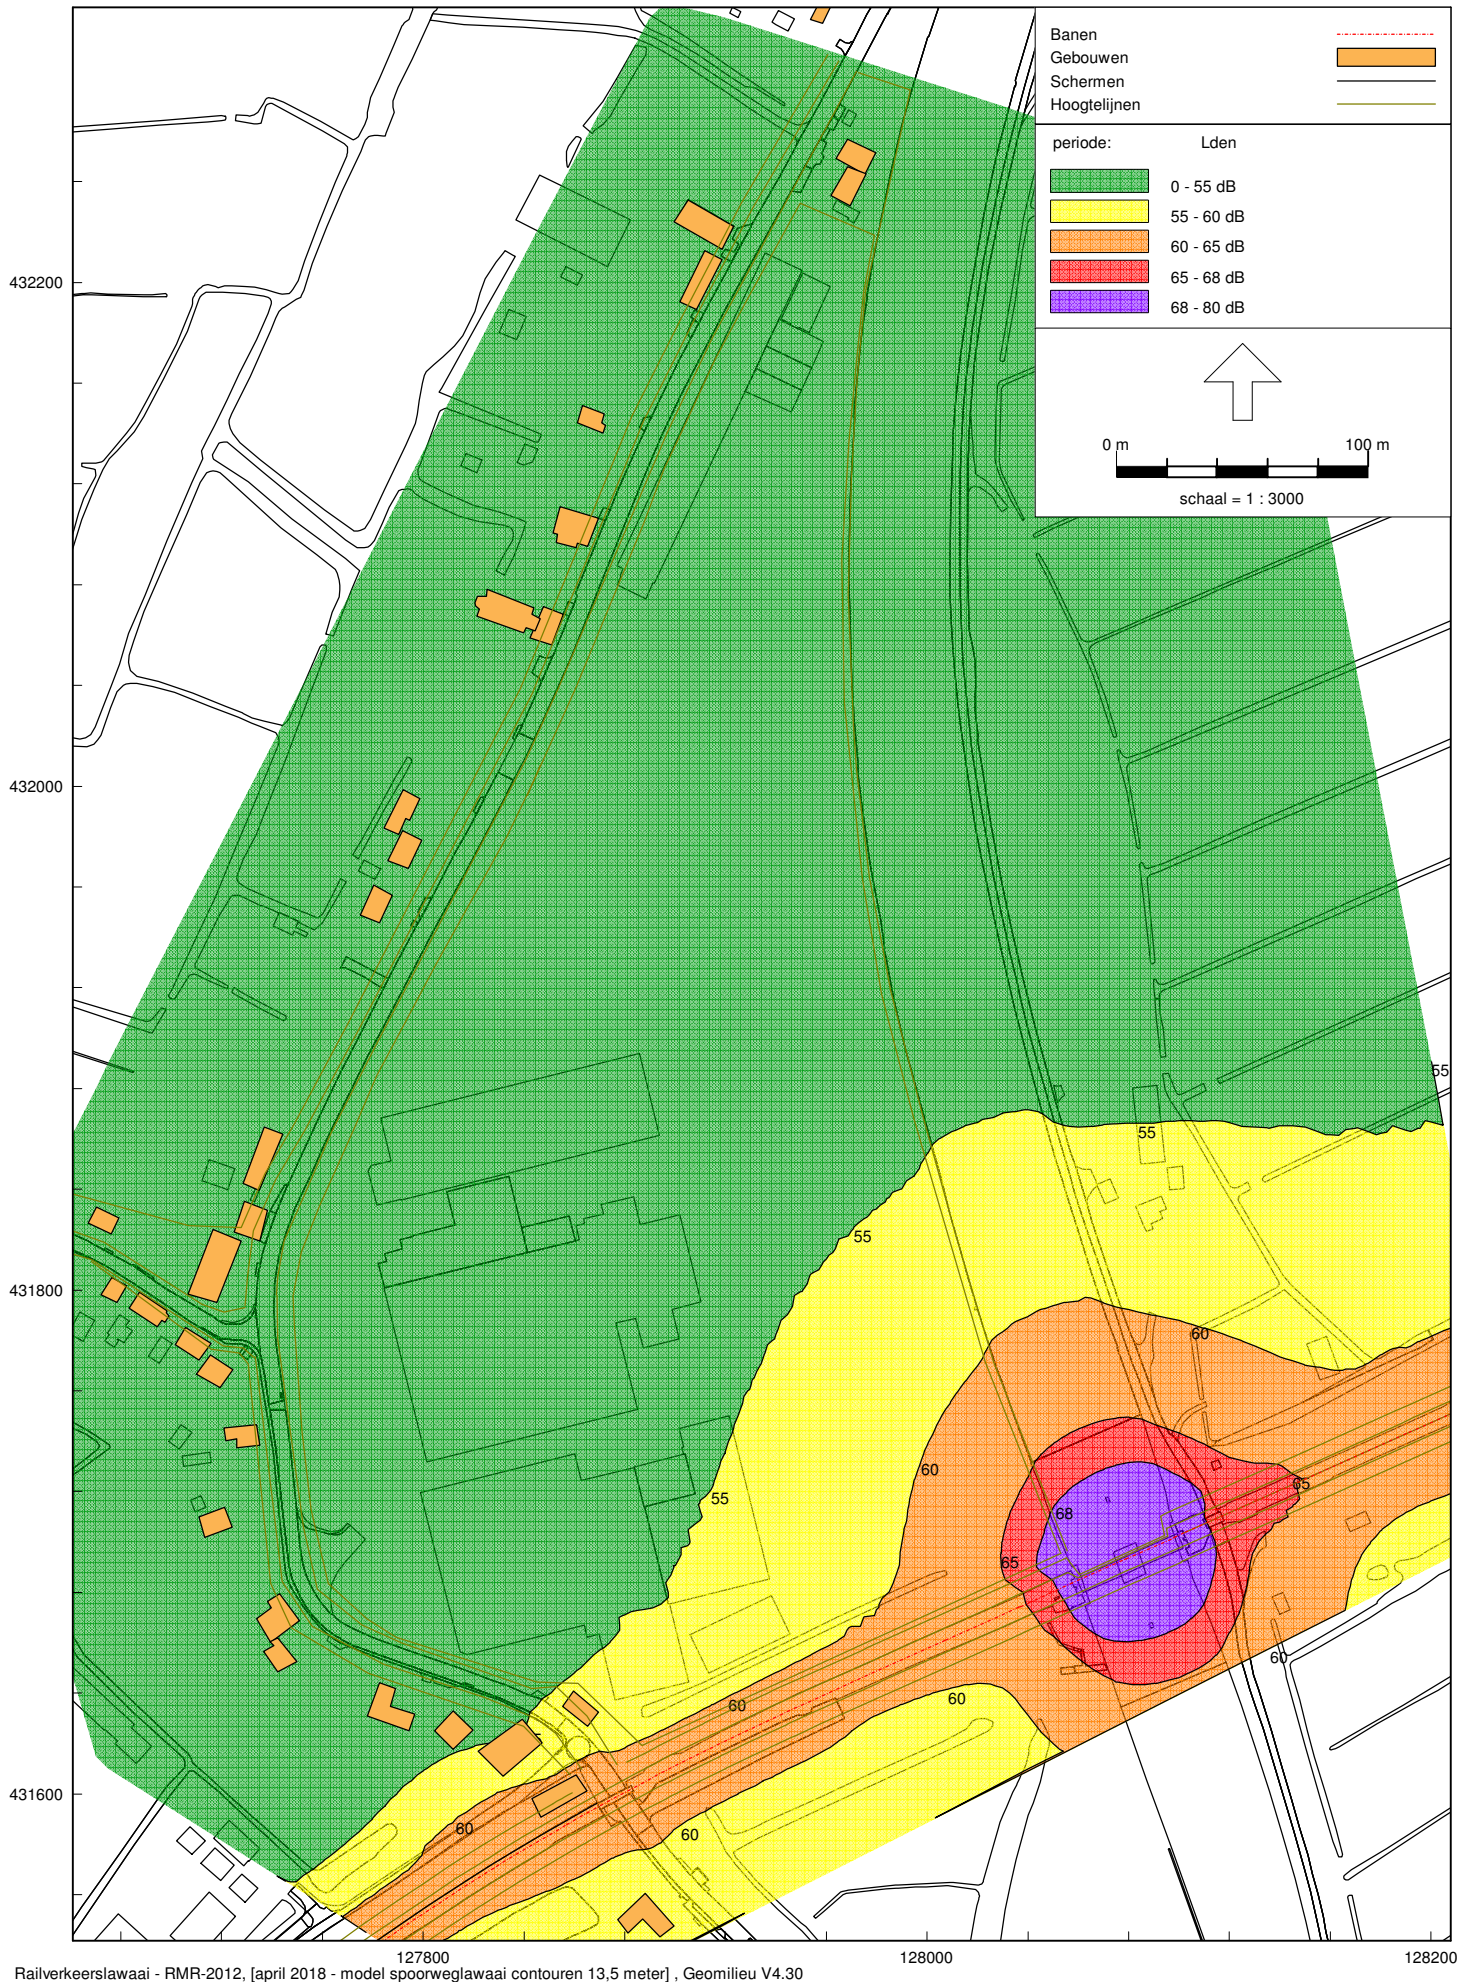 Banen
Gebouwen
Schermen
Hoogtelijnen
periode: Lden
0 - 55 dB
55 - 60 dB
60 - 65 dB
65 - 68 dB
68 - 80 dB
0 m 100 m
schaal = 1 : 3000
432200
432000
55
55
55
431800
60
60
55
65
68
65
60
60
60
431600
60
60
127800 128000 128200
Railverkeerslawaai - RMR-2012, [april 2018 - model spoorweglawaai contouren 13,5 meter] , Geomilieu V4.30